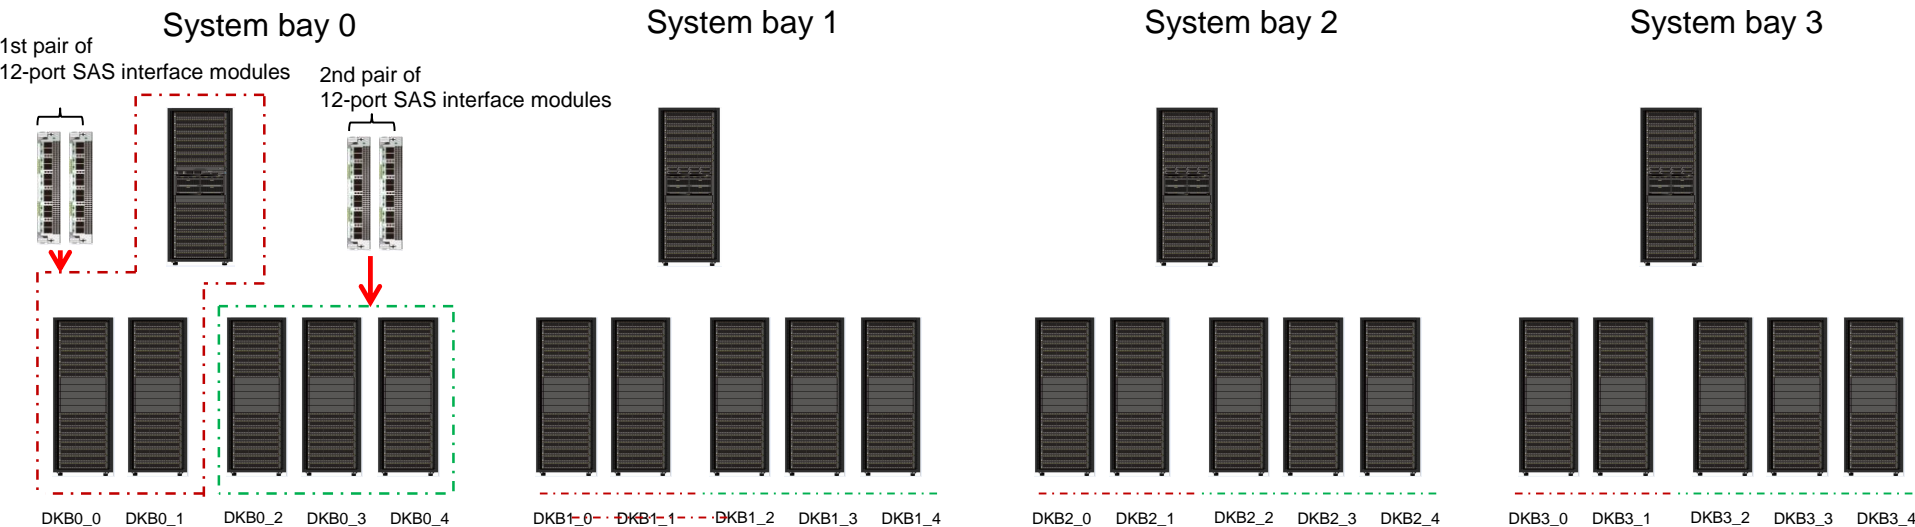 System bay 0
System bay 1
System bay 2
System bay 3
1st pair of
12-port SAS interface modules
2nd pair of
12-port SAS interface modules
DKB0_0
DKB0_1
DKB0_2
DKB0_3
DKB0_4
DKB1_0
DKB1_1
DKB1_2
DKB1_3
DKB1_4
DKB2_0
DKB2_1
DKB2_2
DKB2_3
DKB2_4
DKB3_0
DKB3_1
DKB3_2
DKB3_3
DKB3_4